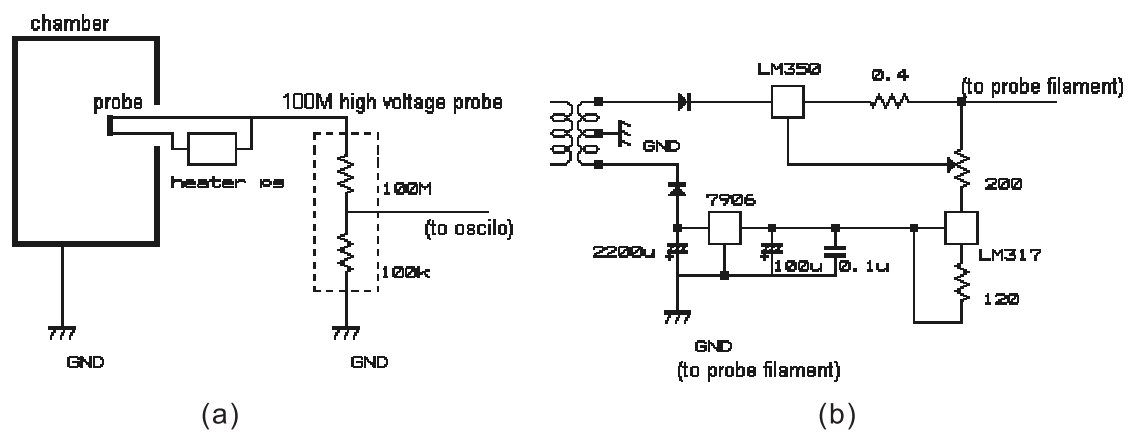 chamber
probe
100M high voltage probe
heater ps
100M
(to oscilo)
100k
GND
GND
(a)
LM350
0.4
(to probe filament)
GND
200
7906
2200u
100u
0.1u
LM317
120
GND
(to probe filament)
(b)